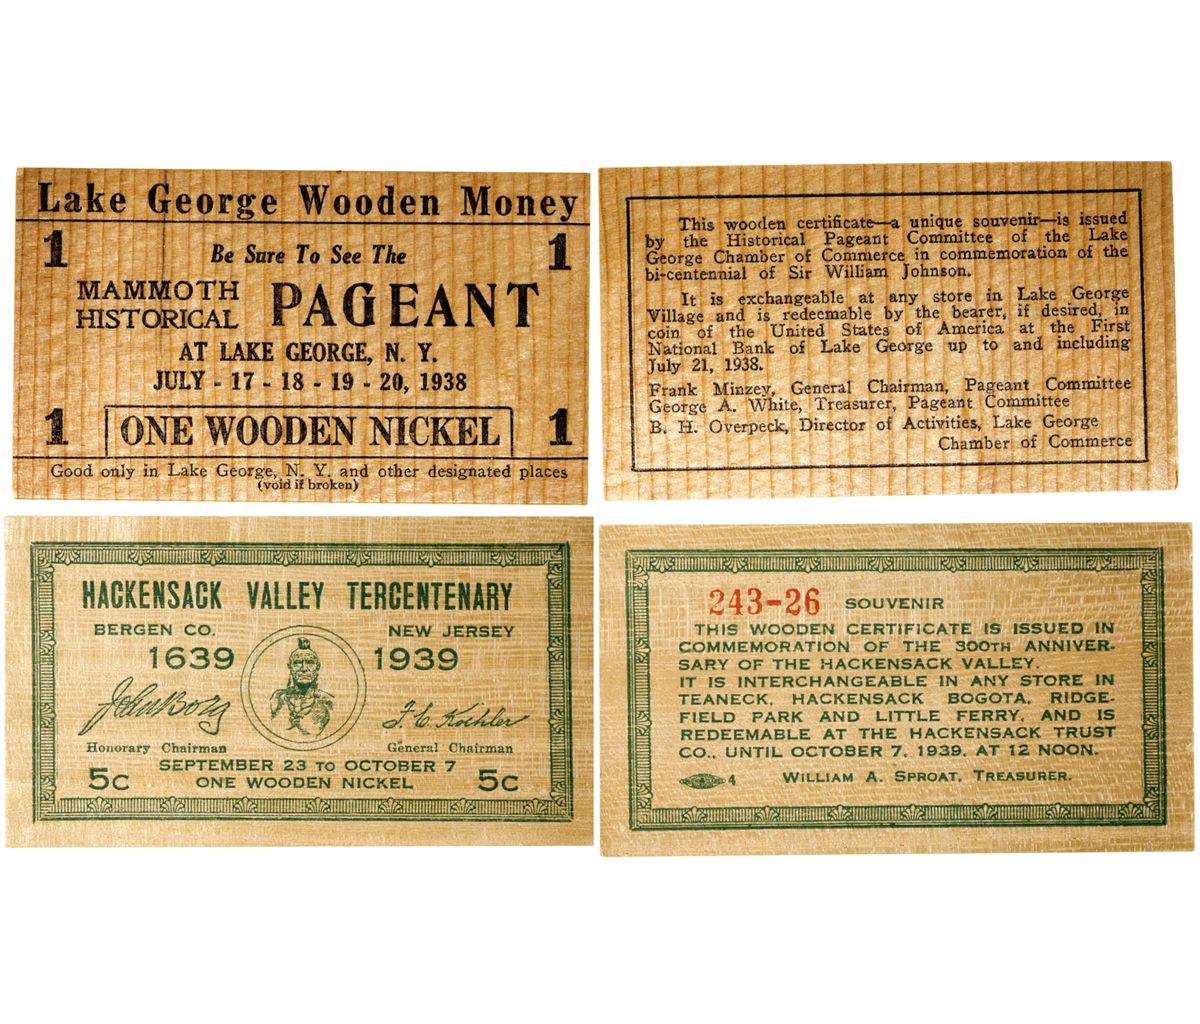 Lake George Wooden Money
1 1
Be Sure To See The
MAMMOTH
HISTORICAL
PAGEANT
AT LAKE GEORGE, N. Y.
JULY - 17 - 18 - 19 - 20, 1938
1 1
ONE WOODEN NICKEL
Good only in Lake George, N. Y. and other designated places
(void if broken)
This wooden certificate—a unique souvenir—is issued
by the Historical Pageant Committee of the Lake
George Chamber of Commerce in commemoration of the
bi-centennial of Sir William Johnson.
It is exchangeable at any store in Lake George
Village and is redeemable by the bearer, if desired, in
coin of the United States of America at the First
National Bank of Lake George up to and including
July 21, 1938.
Frank Minzey, General Chairman, Pageant Committee
George A. White, Treasurer, Pageant Committee
B. H. Overpeck, Director of Activities, Lake George
Chamber of Commerce
HACKENSACK VALLEY TERCENTENARY
BERGEN CO. NEW JERSEY
1639 1939
F. C. Koehler
Honorary Chairman General Chairman
SEPTEMBER 23 TO OCTOBER 7
5c ONE WOODEN NICKEL 5c
243-26 SOUVENIR
THIS WOODEN CERTIFICATE IS ISSUED IN
COMMEMORATION OF THE 300TH ANNIVER-
SARY OF THE HACKENSACK VALLEY.
IT IS INTERCHANGEABLE IN ANY STORE IN
TEANECK, HACKENSACK BOGOTA, RIDGE-
FIELD PARK AND LITTLE FERRY, AND IS
REDEEMABLE AT THE HACKENSACK TRUST
CO., UNTIL OCTOBER 7, 1939, AT 12 NOON.
4 WILLIAM A. SPROAT, TREASURER.